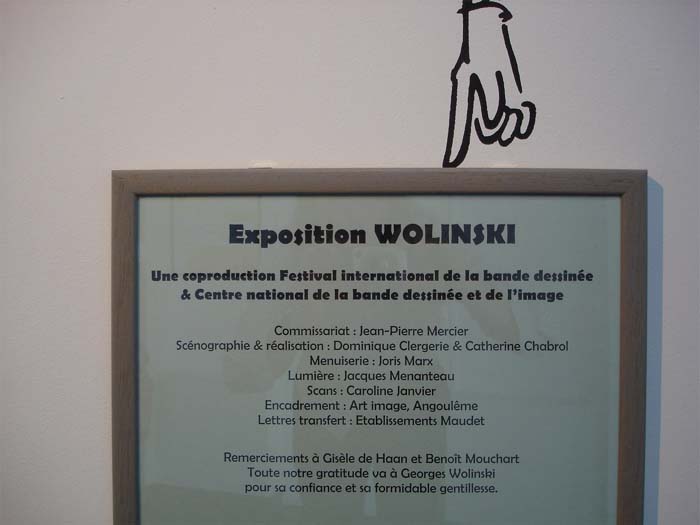 Exposition WOLINSKI
Une coproduction Festival international de la bande dessinée
& Centre national de la bande dessinée et de l'image
Commissariat : Jean-Pierre Mercier
Scénographie & réalisation : Dominique Clergerie & Catherine Chabrol
Menuiserie : Joris Marx
Lumière : Jacques Menanteau
Scans : Caroline Janvier
Encadrement : Art image, Angoulême
Lettres transfert : Etablissements Maudet
Remerciements à Gisèle de Haan et Benoît Mouchart
Toute notre gratitude va à Georges Wolinski
pour sa confiance et sa formidable gentillesse.